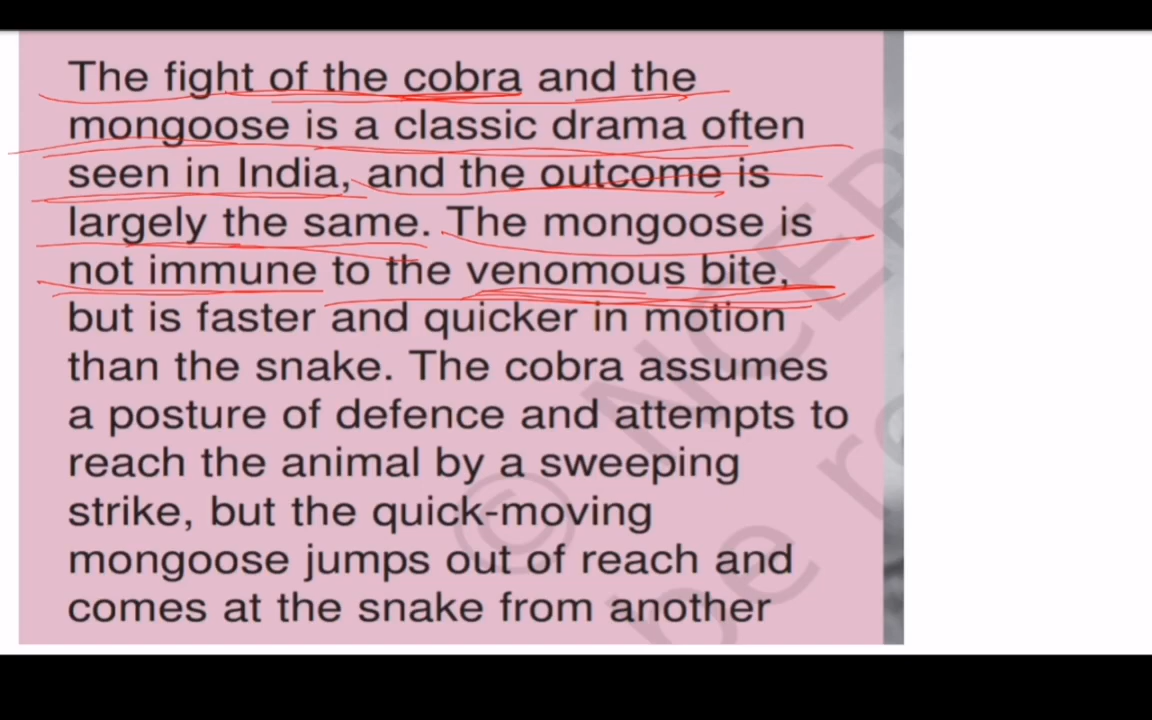 The fight of the cobra and the
mongoose is a classic drama often
seen in India, and the outcome is
largely the same. The mongoose is
not immune to the venomous bite,
but is faster and quicker in motion
than the snake. The cobra assumes
a posture of defence and attempts to
reach the animal by a sweeping
strike, but the quick-moving
mongoose jumps out of reach and
comes at the snake from another
© NCER
be re